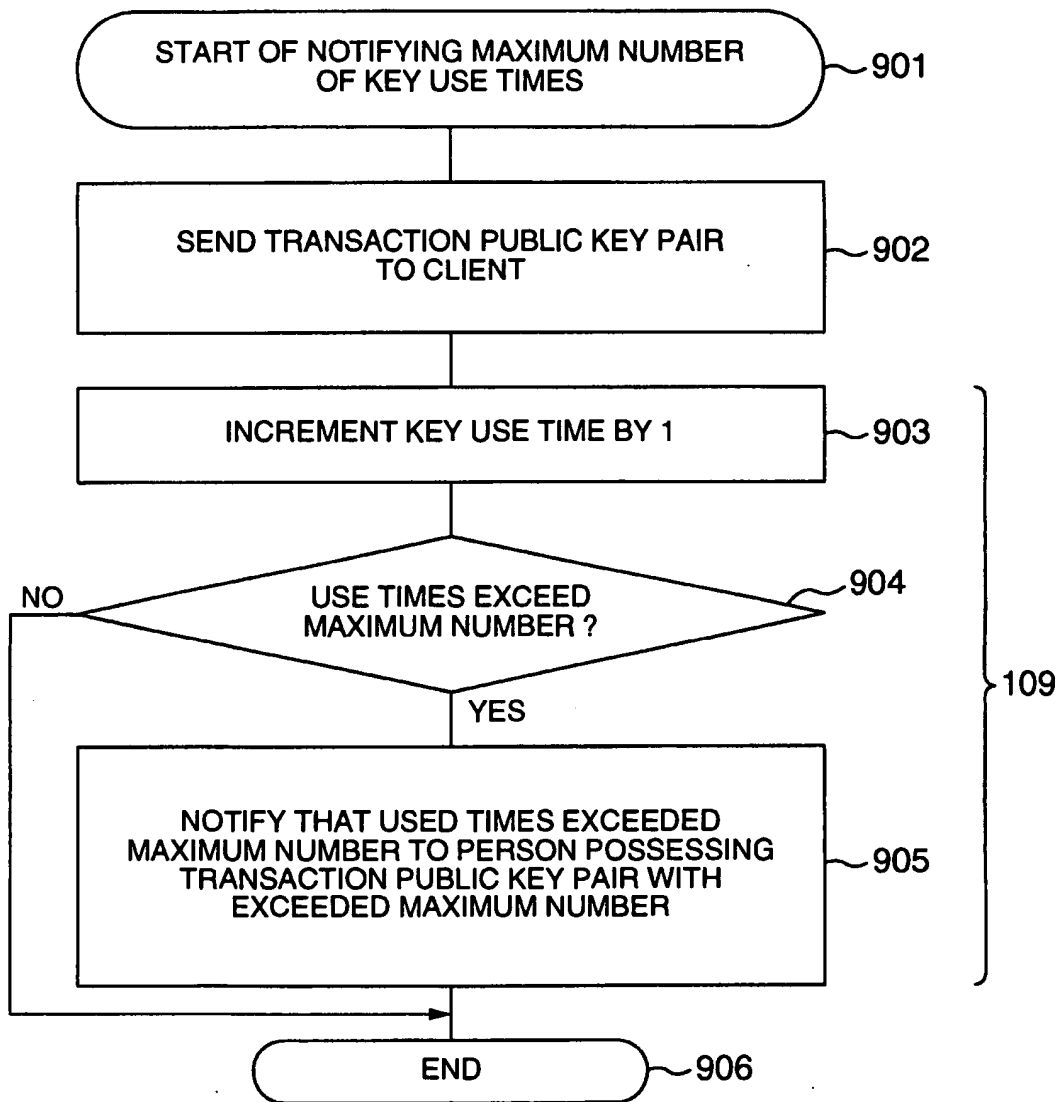 START OF NOTIFYING MAXIMUM NUMBER
OF KEY USE TIMES
901
SEND TRANSACTION PUBLIC KEY PAIR
TO CLIENT
902
INCREMENT KEY USE TIME BY 1
903
904
NO
USE TIMES EXCEED
MAXIMUM NUMBER ?
109
YES
NOTIFY THAT USED TIMES EXCEEDED
MAXIMUM NUMBER TO PERSON POSSESSING
TRANSACTION PUBLIC KEY PAIR WITH
EXCEEDED MAXIMUM NUMBER
905
END
906